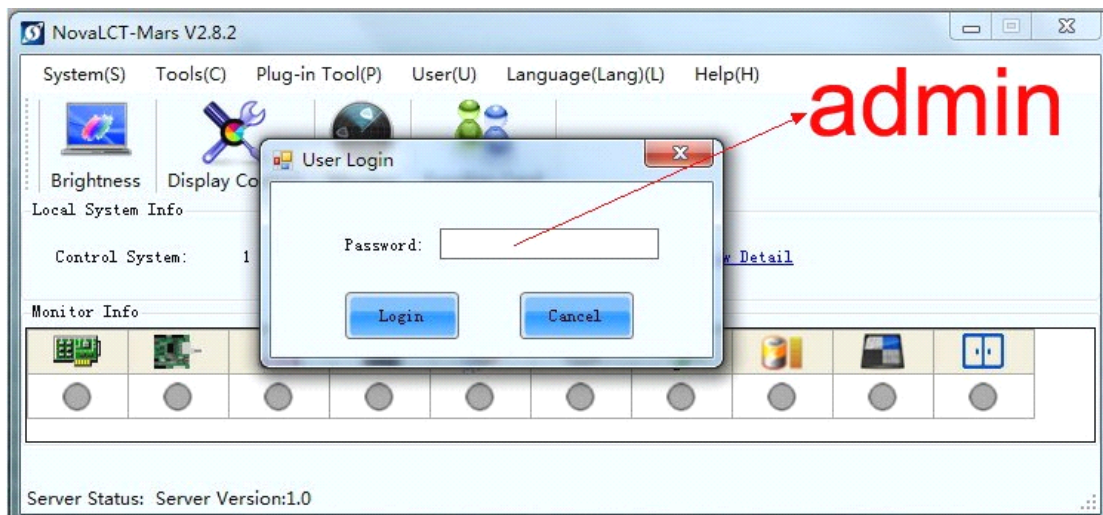 NovaLCT-Mars V2.8.2
System(S) Tools(C) Plug-in Tool(P) User(U) Language(Lang)(L) Help(H)
admin
User Login
Brightness Display Co
Local System Info
Password:
Control System: 1 Detail
Login Cancel
Monitor Info
Server Status: Server Version:1.0